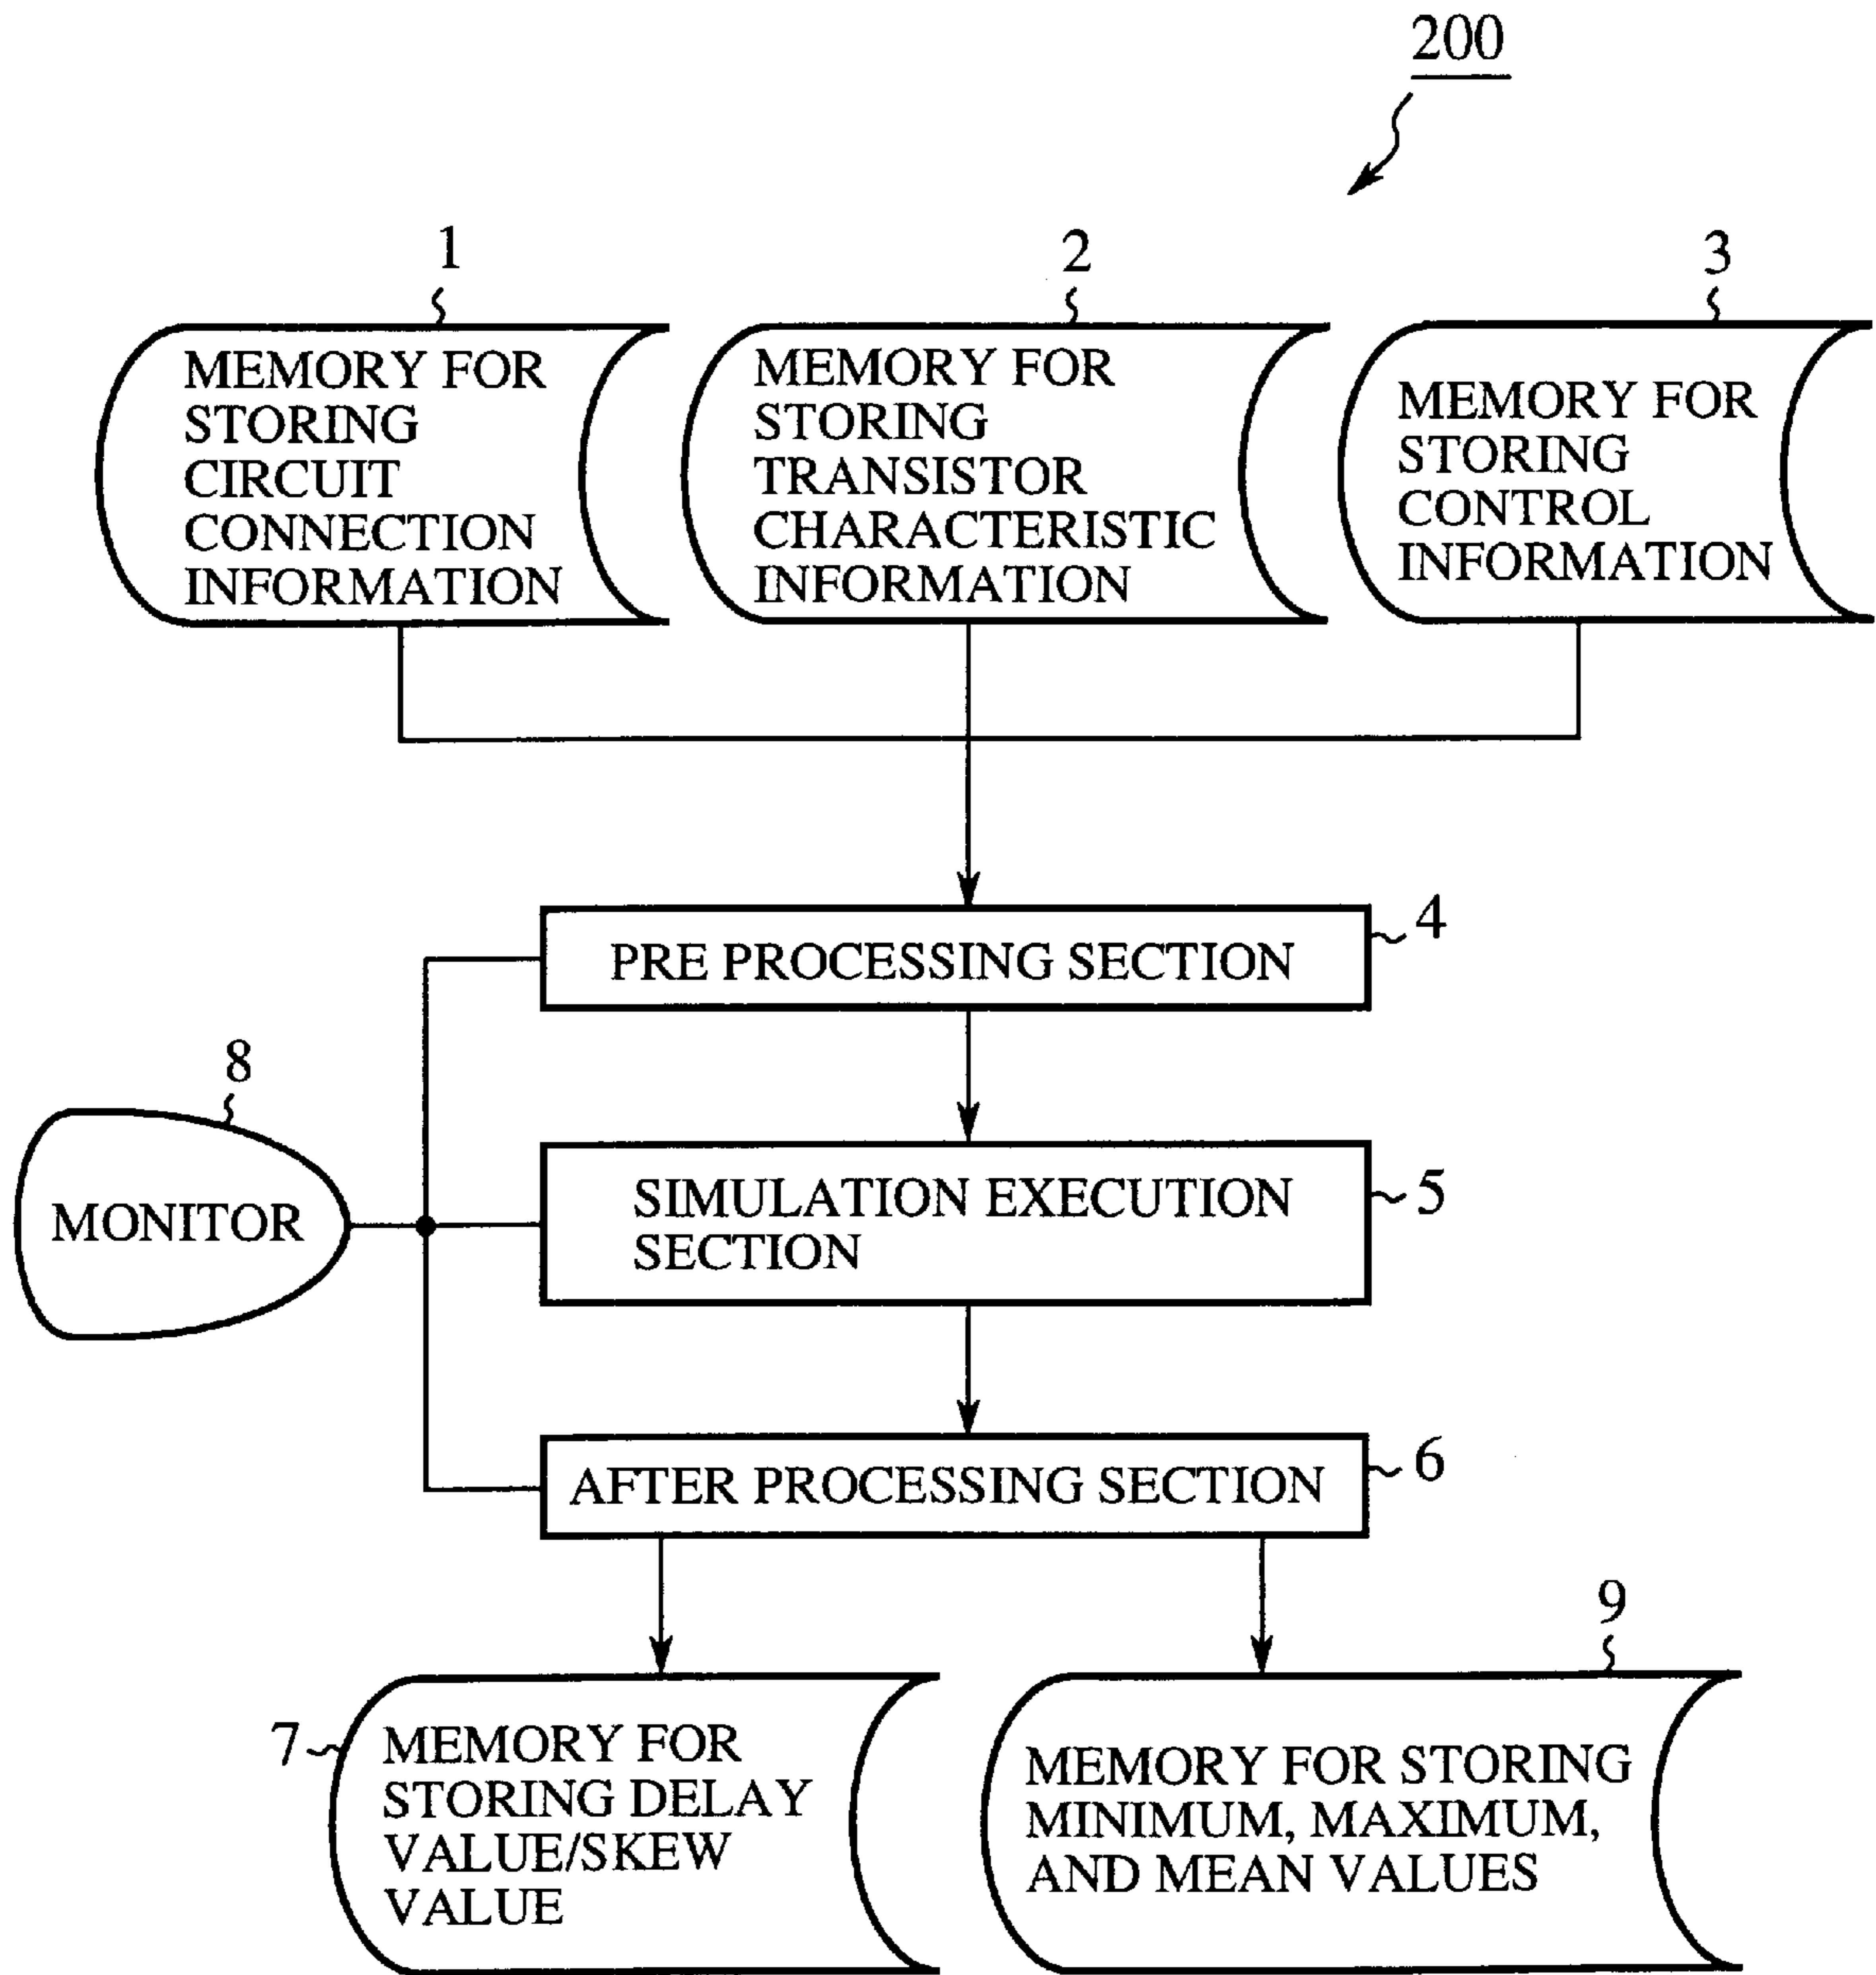 200
1
2
3
MEMORY FOR
STORING
CIRCUIT
CONNECTION
INFORMATION
MEMORY FOR
STORING
TRANSISTOR
CHARACTERISTIC
INFORMATION
MEMORY FOR
STORING
CONTROL
INFORMATION
4
PRE PROCESSING SECTION
8
MONITOR
5
SIMULATION EXECUTION
SECTION
6
AFTER PROCESSING SECTION
7
MEMORY FOR
STORING DELAY
VALUE/SKEW
VALUE
9
MEMORY FOR STORING
MINIMUM, MAXIMUM,
AND MEAN VALUES